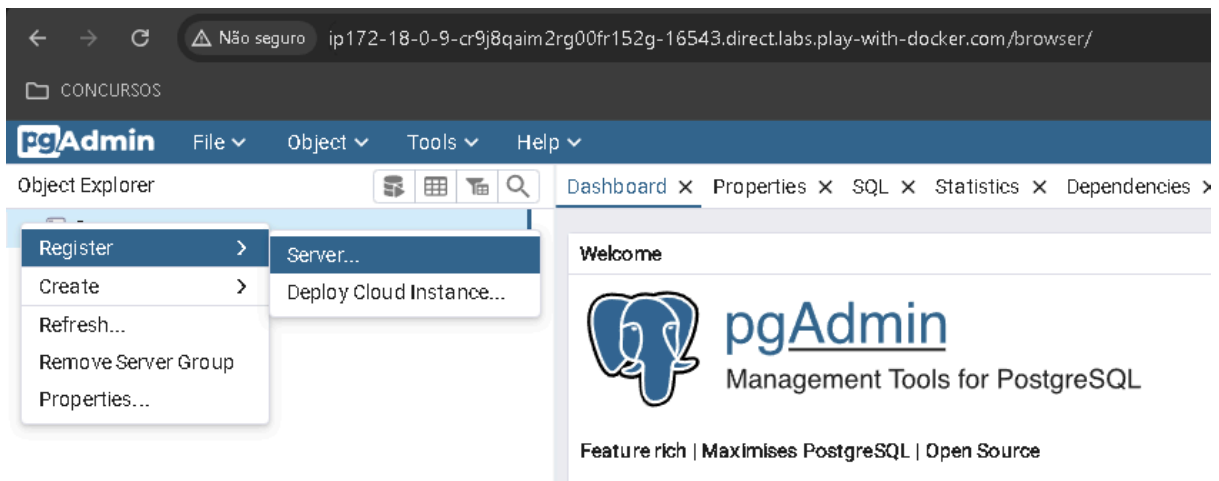 Não seguro ip172-18-0-9-cr9j8qaim2rg00fr152g-16543.direct.labs.play-with-docker.com/browser/
CONCURSOS
pgAdmin File Object Tools Help
Object Explorer
Dashboard Properties SQL Statistics Dependencies
Register
Server...
Create
Deploy Cloud Instance...
Refresh...
Remove Server Group
Properties...
Welcome
pgAdmin
Management Tools for PostgreSQL
Feature rich | Maximises PostgreSQL | Open Source